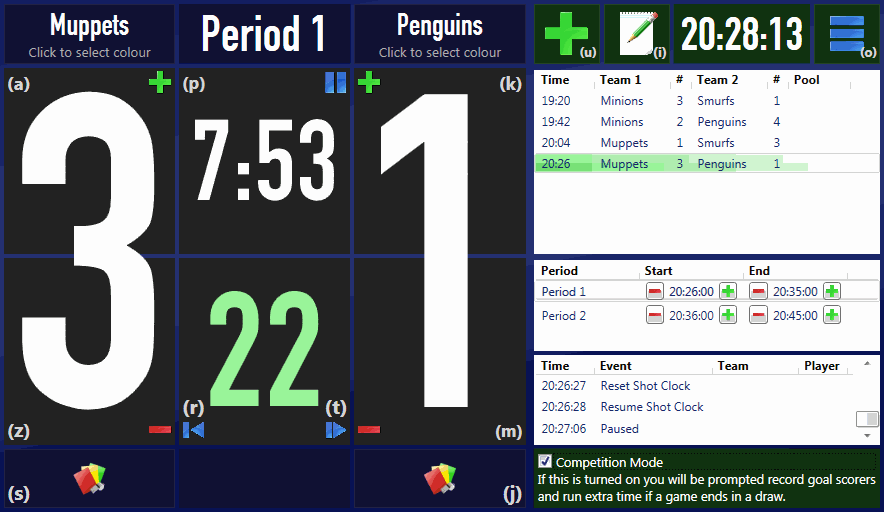 Muppets
Click to select colour
Period 1
Penguins
Click to select colour
(u)
(i)
20:28:13
(o)
(a)
3
(z)
(p)
7:53
22
(r)
(t)
(k)
1
(m)
(s)
(j)
Time Team 1 # Team 2 # Pool
19:20 Minions 3 Smurfs 1
19:42 Minions 2 Penguins 4
20:04 Muppets 1 Smurfs 3
20:26 Muppets 3 Penguins 1
Period Start End
Period 1 20:26:00 20:35:00
Period 2 20:36:00 20:45:00
Time Event Team Player
20:26:27 Reset Shot Clock
20:26:28 Resume Shot Clock
20:27:06 Paused
Competition Mode
If this is turned on you will be prompted record goal scorers
and run extra time if a game ends in a draw.